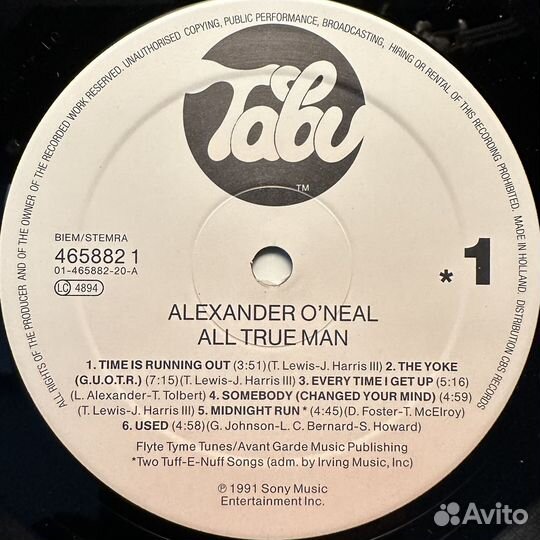 ALL RIGHTS OF THE PRODUCER AND OF THE OWNER OF THE RECORDED WORK RESERVED. UNAUTHORISED COPYING, PUBLIC PERFORMANCE, BROADCASTING, HIRING OR RENTAL OF THIS RECORDING PROHIBITED. MADE IN HOLLAND. DISTRIBUTION CBS RECORDS
Tabu
TM
BIEM/STEMRA
465882 1
01-465882-20-A
LC 4894
* 1
ALEXANDER O'NEAL
ALL TRUE MAN
1. TIME IS RUNNING OUT (3:51)(T. Lewis-J. Harris III) 2. THE YOKE
(G.U.O.T.R.) (7:15)(T. Lewis-J. Harris III) 3. EVERY TIME I GET UP (5:16)
(L. Alexander-T. Tolbert) 4. SOMEBODY (CHANGED YOUR MIND) (4:59)
(T. Lewis-J. Harris III) 5. MIDNIGHT RUN * (4:45)(D. Foster-T. McElroy)
6. USED (4:58)(G. Johnson-L. C. Bernard-S. Howard)
Flyte Tyme Tunes/Avant Garde Music Publishing
*Two Tuff-E-Nuff Songs (adm. by Irving Music, Inc)
℗ 1991 Sony Music
Entertainment Inc.
Avito